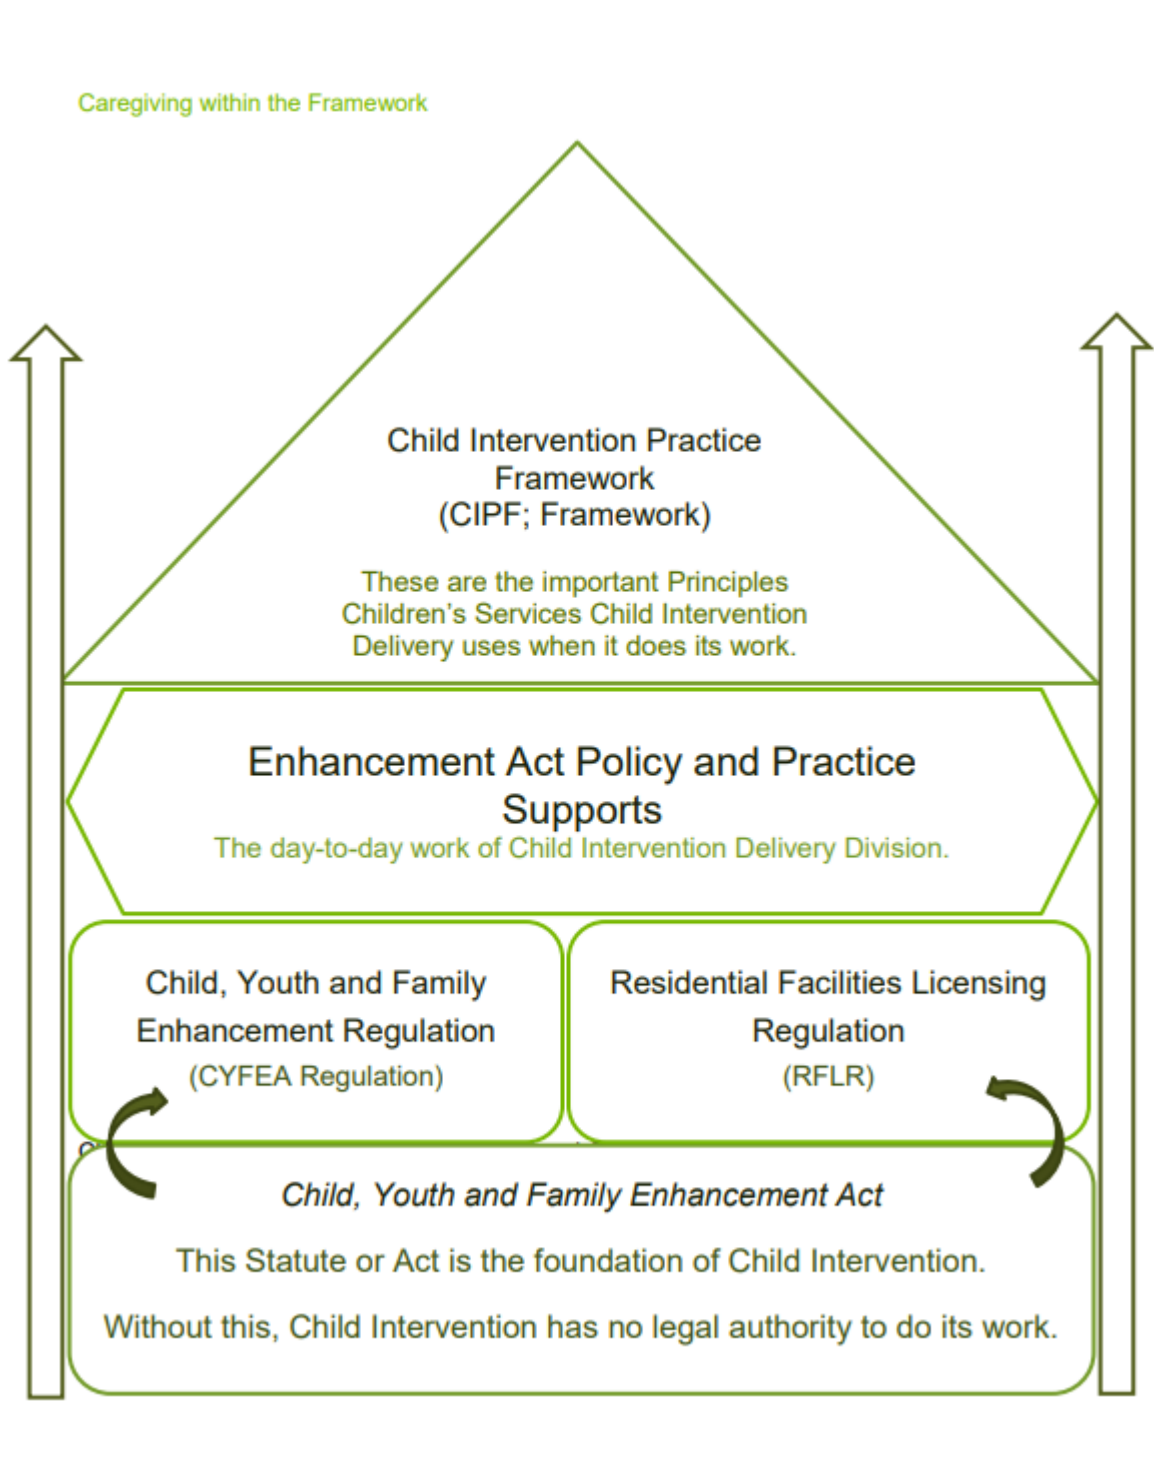 Caregiving within the Framework
Child Intervention Practice
Framework
(CIPF; Framework)
These are the important Principles
Children's Services Child Intervention
Delivery uses when it does its work.
Enhancement Act Policy and Practice
Supports
The day-to-day work of Child Intervention Delivery Division.
Child, Youth and Family
Enhancement Regulation
(CYFEA Regulation)
Residential Facilities Licensing
Regulation
(RFLR)
Child, Youth and Family Enhancement Act
This Statute or Act is the foundation of Child Intervention.
Without this, Child Intervention has no legal authority to do its work.